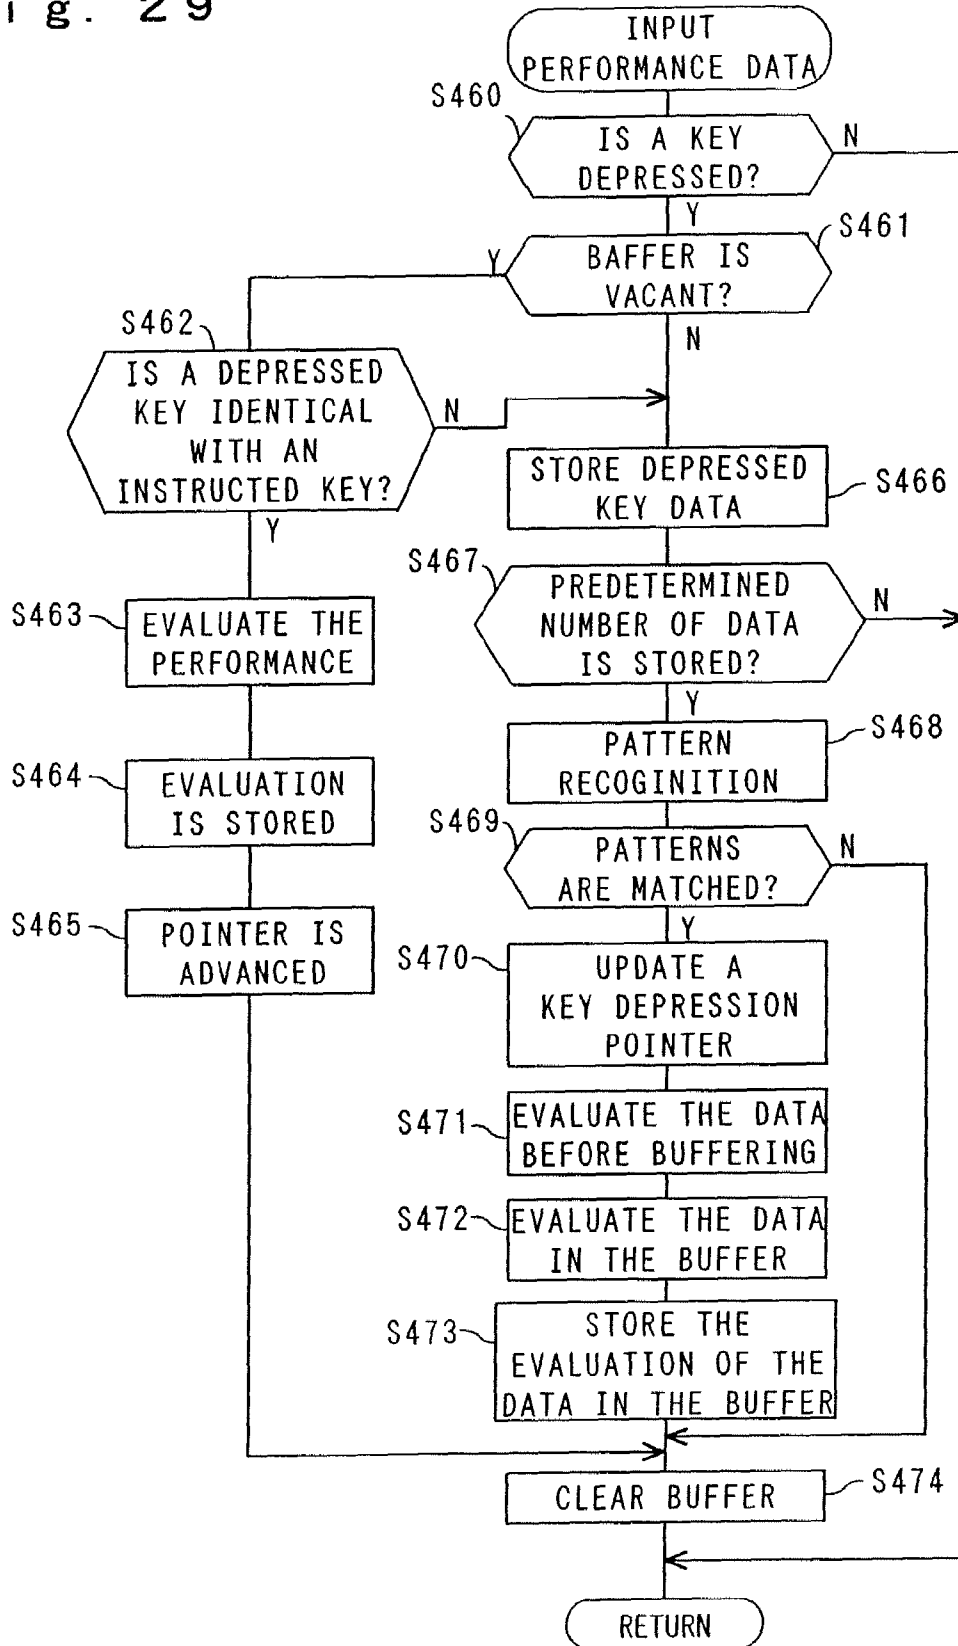 ig. 29
INPUT
PERFORMANCE DATA
S460
IS A KEY
DEPRESSED?
N
Y
S461
BAFFER IS
VACANT?
Y
N
S462
IS A DEPRESSED
KEY IDENTICAL
WITH AN
INSTRUCTED KEY?
N
Y
S463
EVALUATE THE
PERFORMANCE
S464
EVALUATION
IS STORED
S465
POINTER IS
ADVANCED
STORE DEPRESSED
KEY DATA
S466
S467
PREDETERMINED
NUMBER OF DATA
IS STORED?
N
Y
PATTERN
RECOGINITION
S468
S469
PATTERNS
ARE MATCHED?
N
Y
S470
UPDATE A
KEY DEPRESSION
POINTER
S471
EVALUATE THE DATA
BEFORE BUFFERING
S472
EVALUATE THE DATA
IN THE BUFFER
S473
STORE THE
EVALUATION OF THE
DATA IN THE BUFFER
CLEAR BUFFER
S474
RETURN